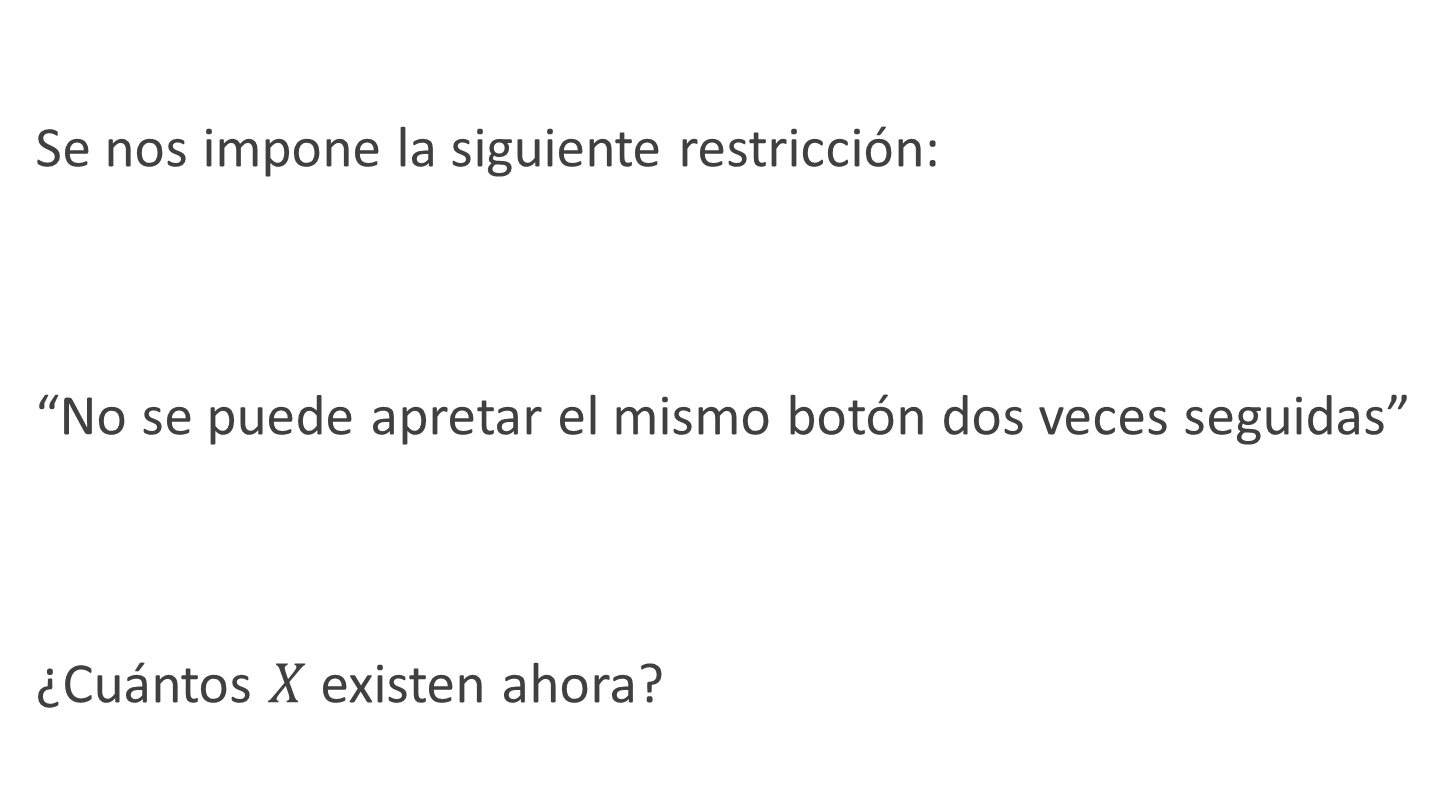 Se nos impone la siguiente restricción:
“No se puede apretar el mismo botón dos veces seguidas”
¿Cuántos X existen ahora?